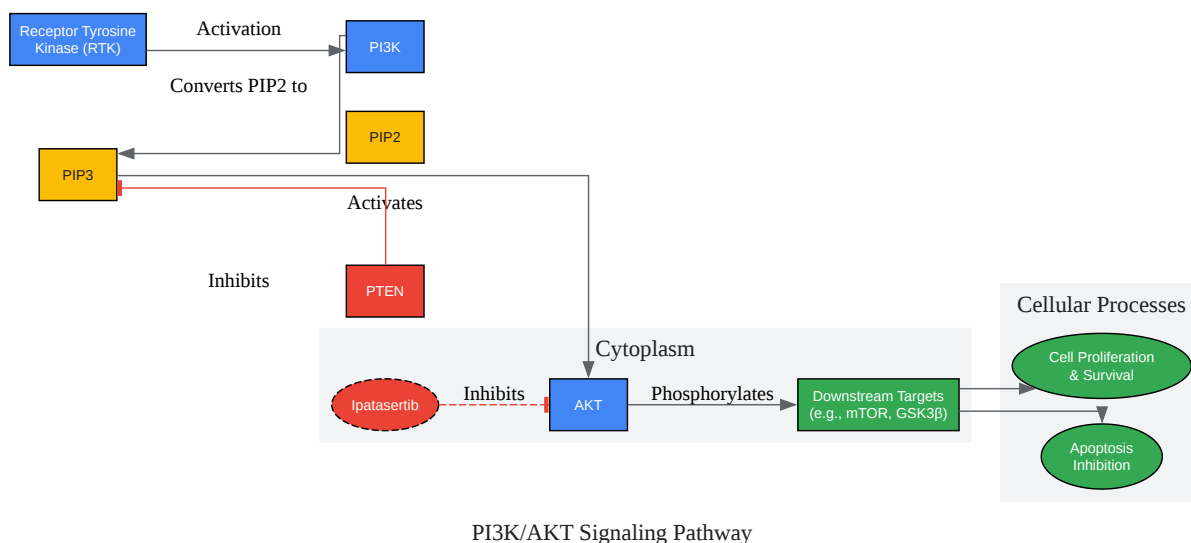 Receptor Tyrosine
Kinase (RTK)
Activation
PI3K
Converts PIP2 to
PIP2
PIP3
Activates
Inhibits
PTEN
Cellular Processes
Cytoplasm
Cell Proliferation
& Survival
Ipatasertib
Inhibits
AKT
Phosphorylates
Downstream Targets
(e.g., mTOR, GSK3β)
Apoptosis
Inhibition
PI3K/AKT Signaling Pathway